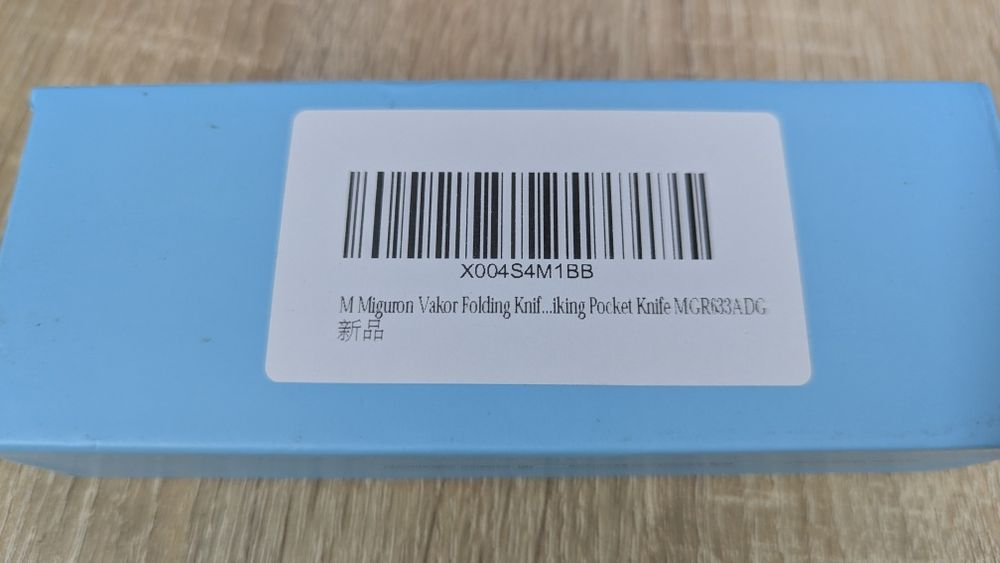 X004S4M1BB
M Miguron Vakor Folding Knif...iking Pocket Knife MGR633ADG
新品